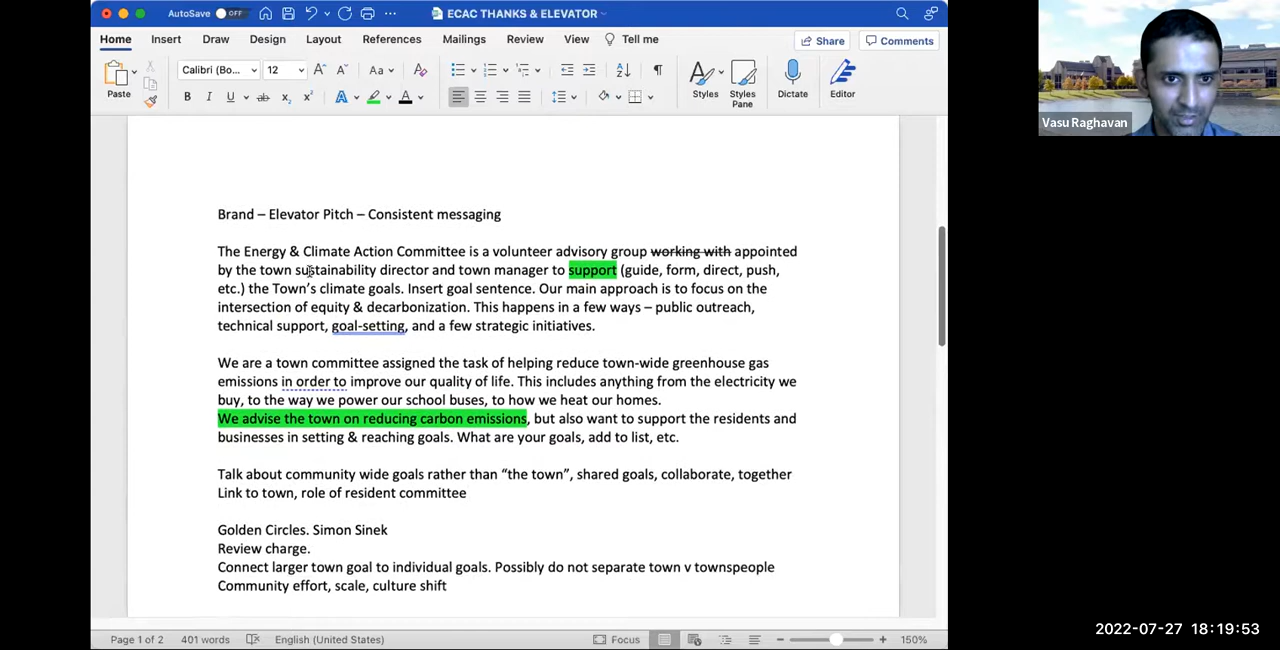 AutoSave OFF
ECAC THANKS & ELEVATOR
Home Insert Draw Design Layout References Mailings Review View Tell me Share Comments
Paste Calibri (Bo... 12 Aa Styles Styles Pane Dictate Editor
Brand – Elevator Pitch – Consistent messaging
The Energy & Climate Action Committee is a volunteer advisory group working with appointed
by the town sustainability director and town manager to support (guide, form, direct, push,
etc.) the Town's climate goals. Insert goal sentence. Our main approach is to focus on the
intersection of equity & decarbonization. This happens in a few ways – public outreach,
technical support, goal-setting, and a few strategic initiatives.
We are a town committee assigned the task of helping reduce town-wide greenhouse gas
emissions in order to improve our quality of life. This includes anything from the electricity we
buy, to the way we power our school buses, to how we heat our homes.
We advise the town on reducing carbon emissions, but also want to support the residents and
businesses in setting & reaching goals. What are your goals, add to list, etc.
Talk about community wide goals rather than “the town”, shared goals, collaborate, together
Link to town, role of resident committee
Golden Circles. Simon Sinek
Review charge.
Connect larger town goal to individual goals. Possibly do not separate town v townspeople
Community effort, scale, culture shift
Page 1 of 2 401 words English (United States) Focus 150%
Vasu Raghavan
2022-07-27 18:19:53